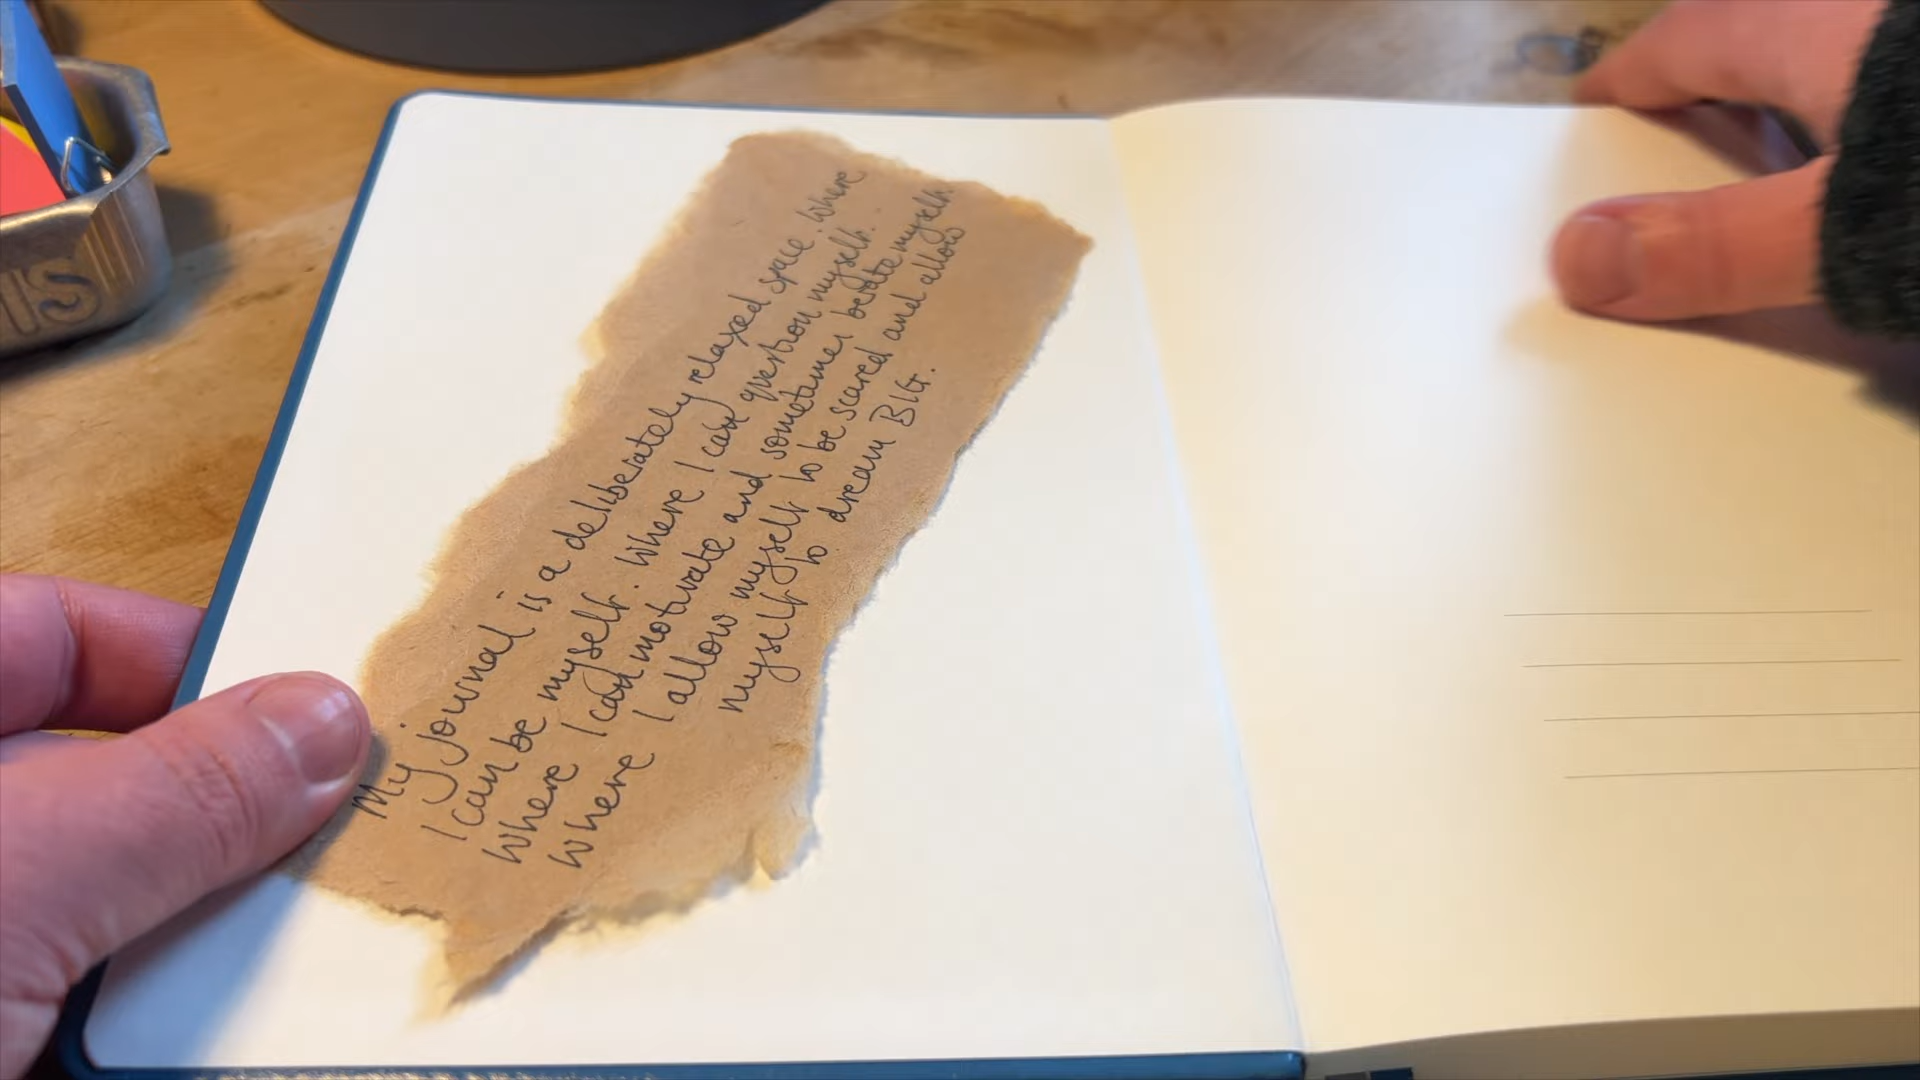 My journal is a deliberately relaxed space. Where
I can be myself. Where I can question myself.
Where I can motivate and sometimes berate myself.
Where I allow myself to be scared and allow
myself to dream BIG.